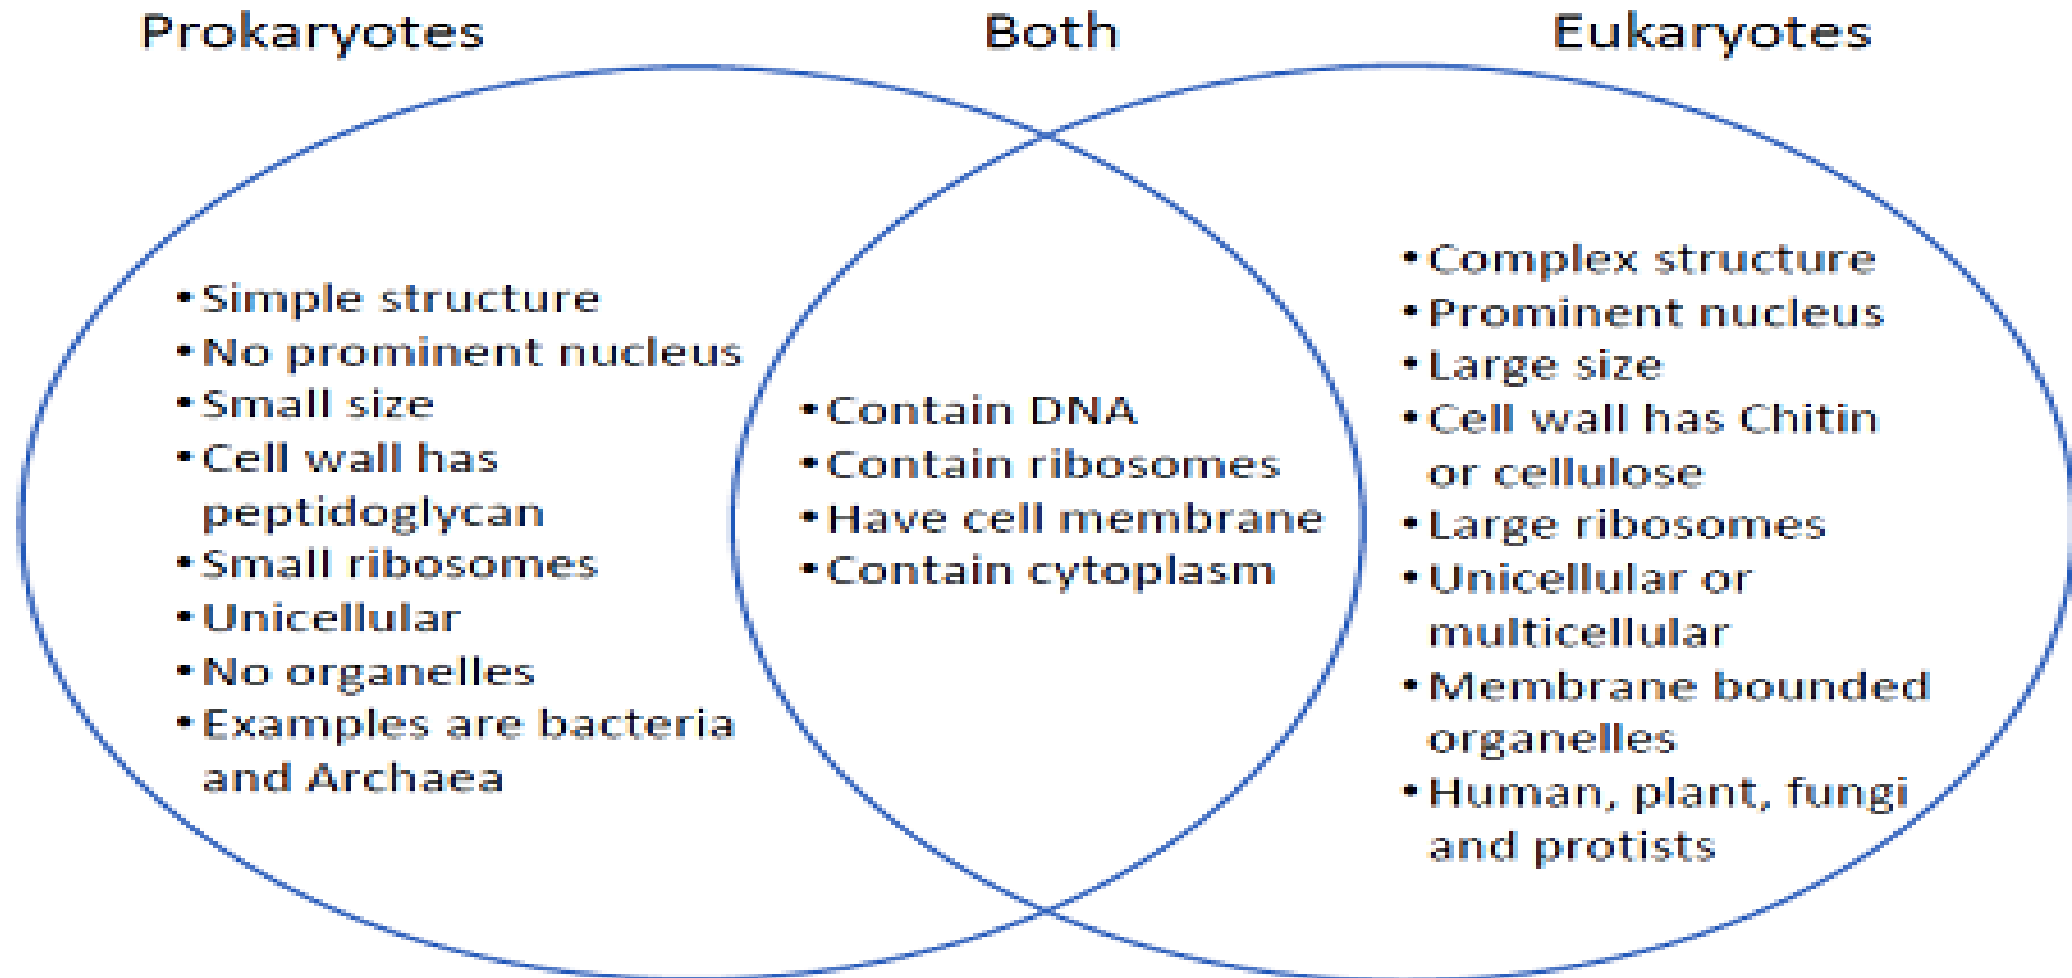 Prokaryotes
Both
Eukaryotes
•Simple structure
•No prominent nucleus
•Small size
•Cell wall has
peptidoglycan
•Small ribosomes
•Unicellular
•No organelles
•Examples are bacteria
and Archaea
•Contain DNA
•Contain ribosomes
•Have cell membrane
•Contain cytoplasm
•Complex structure
•Prominent nucleus
•Large size
•Cell wall has Chitin
or cellulose
•Large ribosomes
•Unicellular or
multicellular
•Membrane bounded
organelles
•Human, plant, fungi
and protists